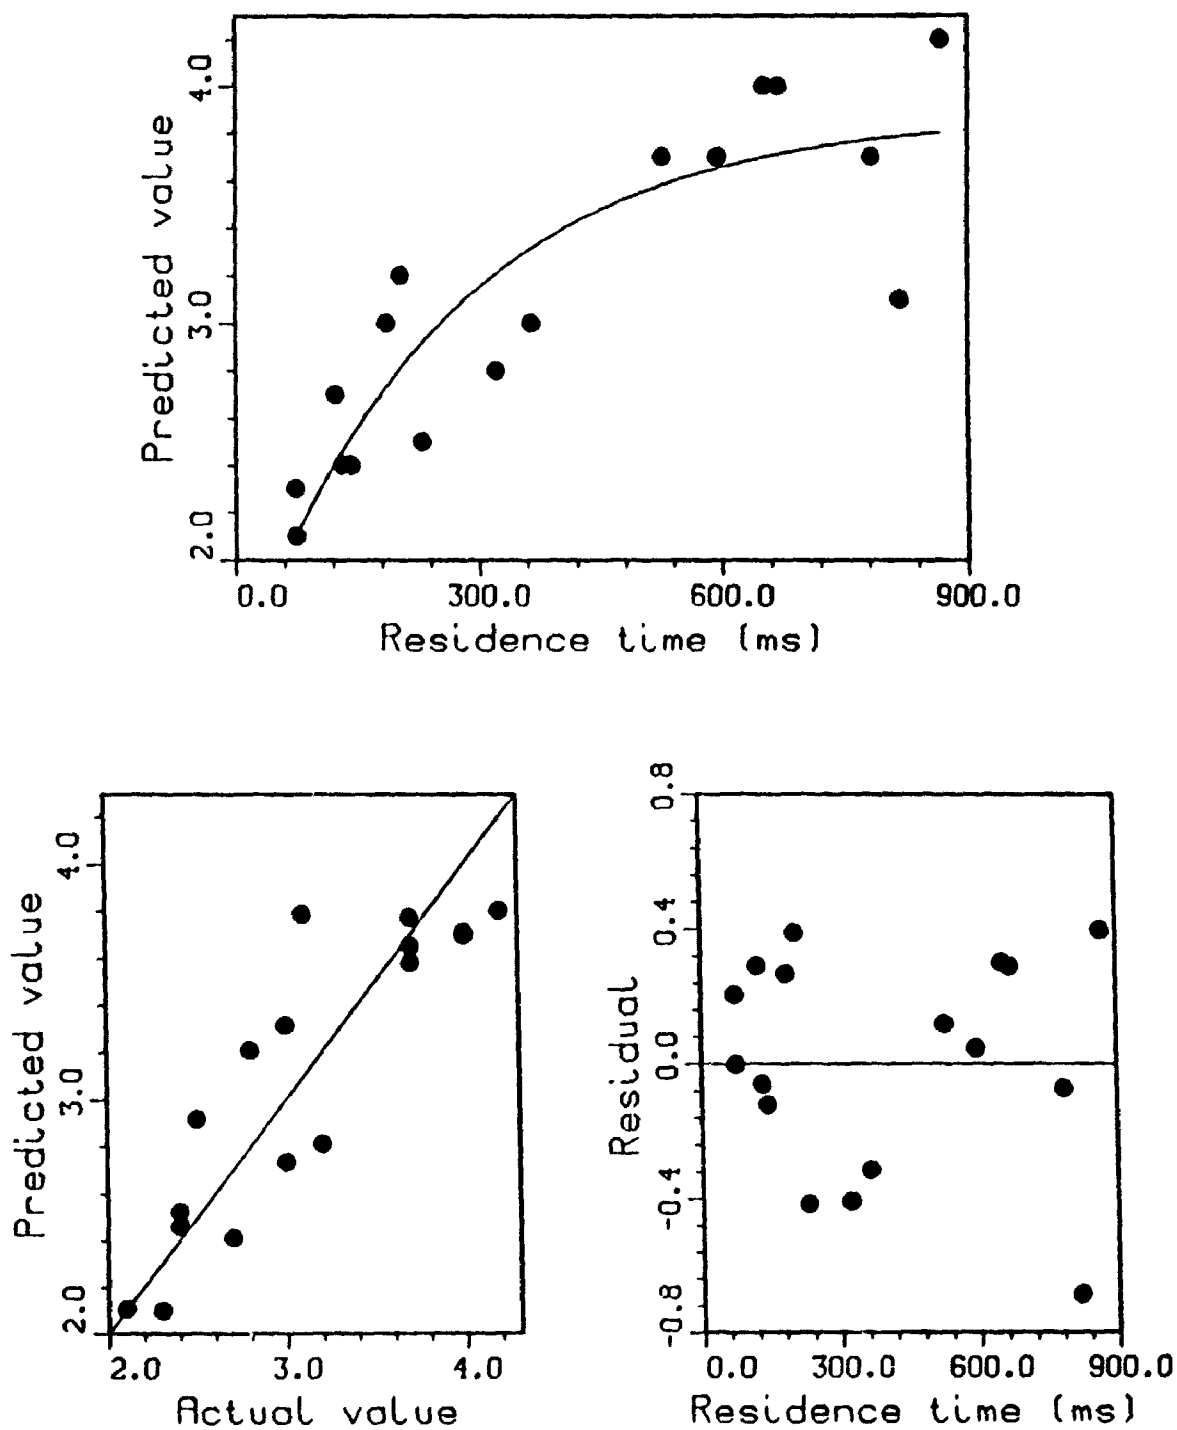 4.0
3.0
2.0
Predicted value
0.0 300.0 600.0 900.0
Residence time (ms)
4.0
3.0
2.0
Predicted value
2.0 3.0 4.0
Actual value
0.8
0.4
0.0
-0.4
-0.8
Residual
0.0 300.0 600.0 900.0
Residence time (ms)